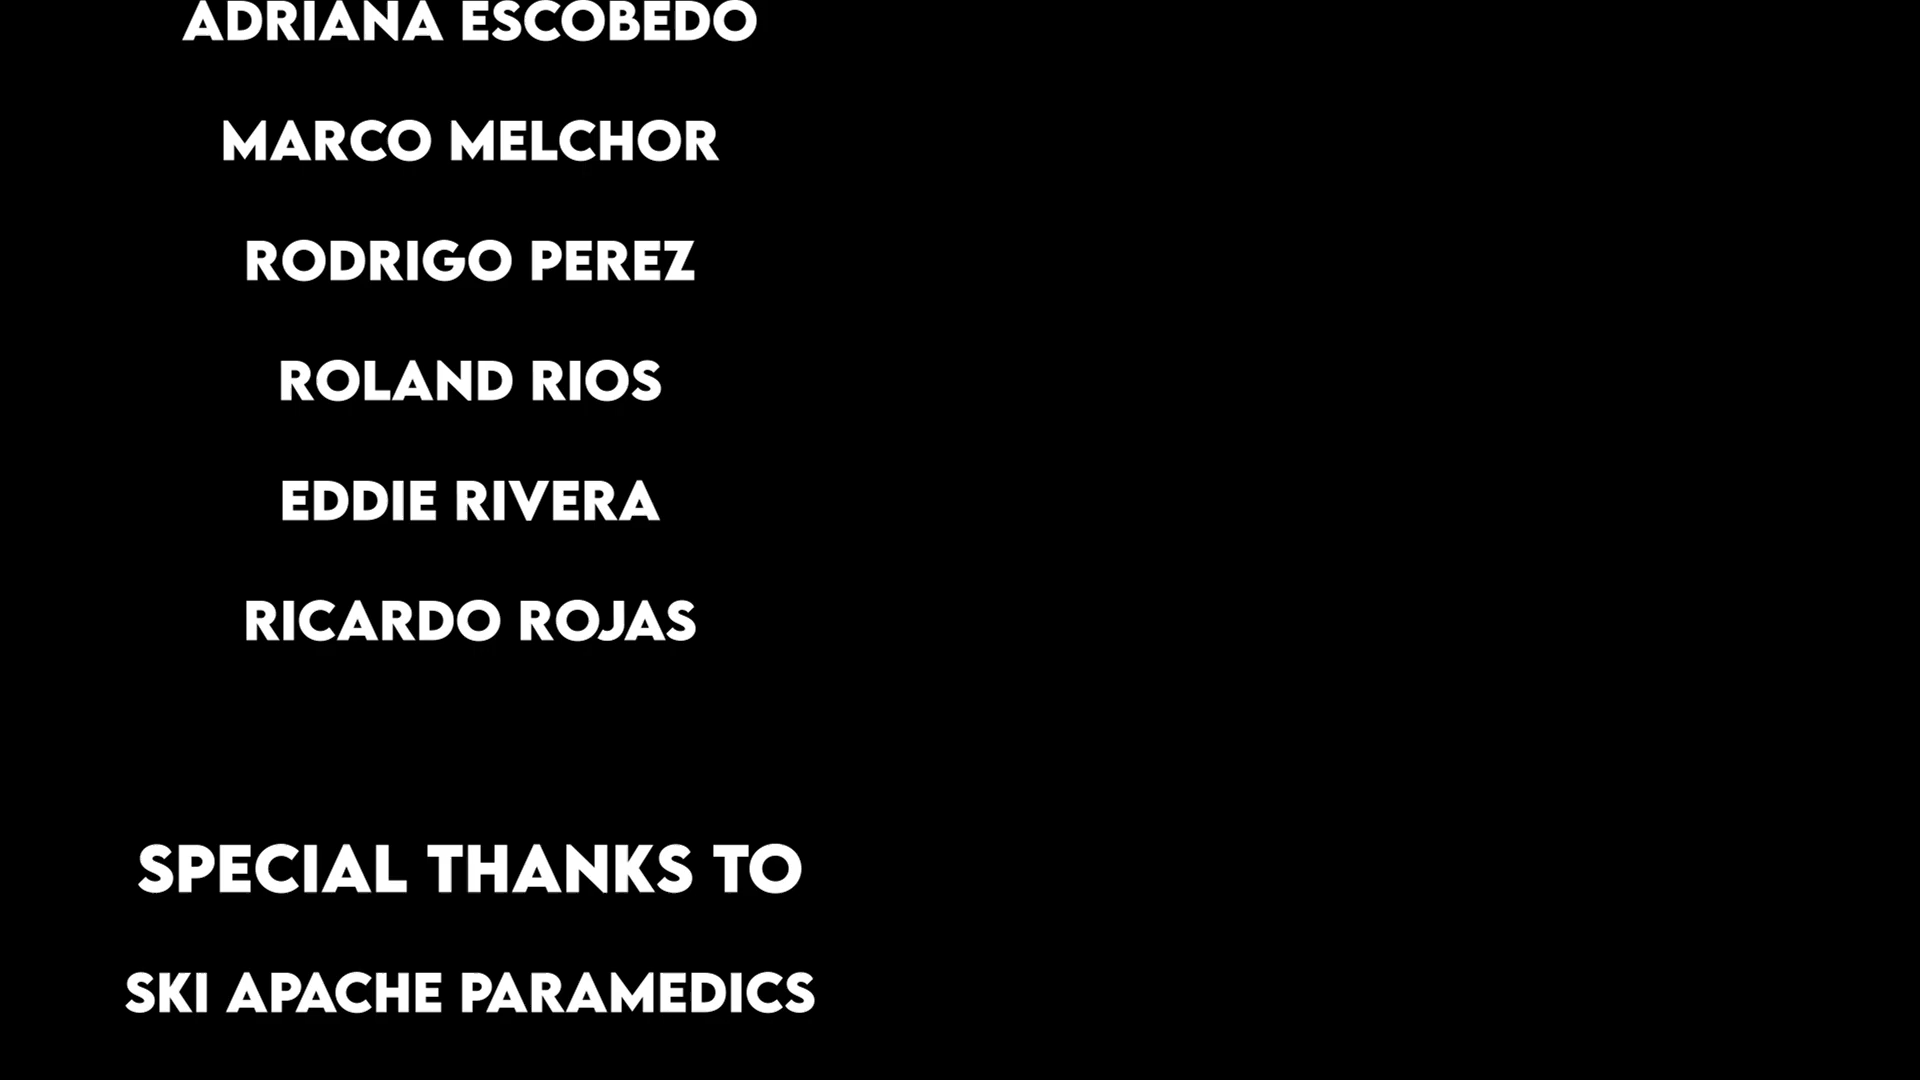 ADRIANA ESCOBEDO
MARCO MELCHOR
RODRIGO PEREZ
ROLAND RIOS
EDDIE RIVERA
RICARDO ROJAS
SPECIAL THANKS TO
SKI APACHE PARAMEDICS